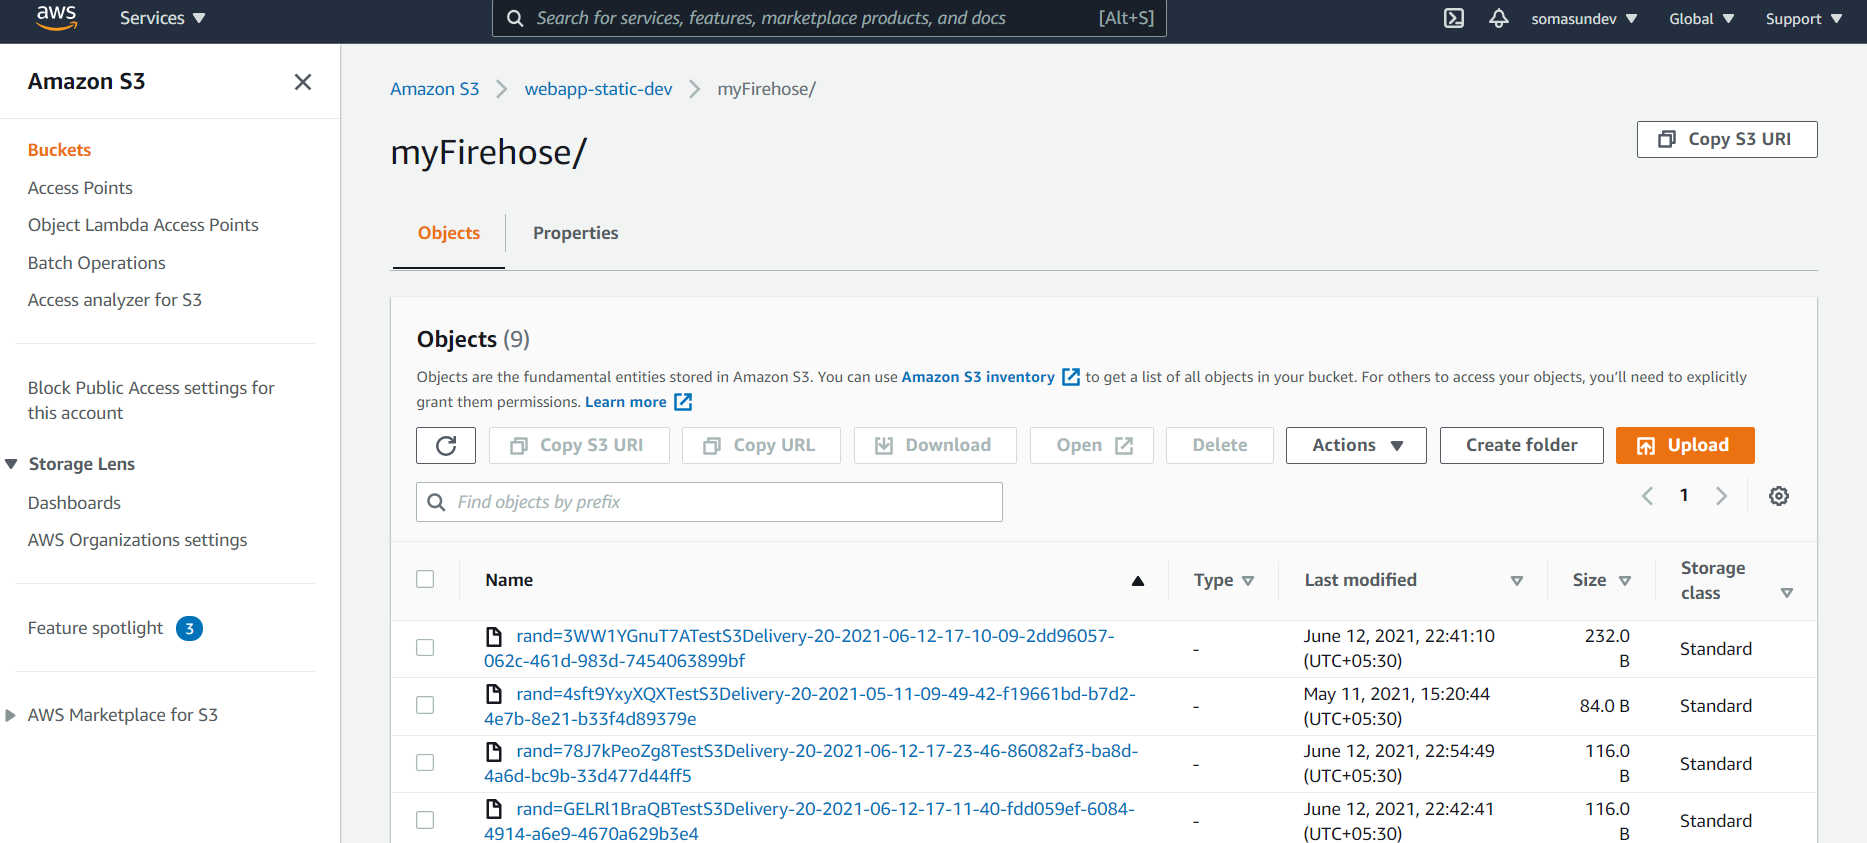 aws
Services
Search for services, features, marketplace products, and docs
[Alt+S]
somasundev
Global
Support
Amazon S3
Buckets
Access Points
Object Lambda Access Points
Batch Operations
Access analyzer for S3
Block Public Access settings for
this account
Storage Lens
Dashboards
AWS Organizations settings
Feature spotlight 3
AWS Marketplace for S3
Amazon S3 > webapp-static-dev > myFirehose/
myFirehose/
Copy S3 URI
Objects
Properties
Objects (9)
Objects are the fundamental entities stored in Amazon S3. You can use Amazon S3 inventory to get a list of all objects in your bucket. For others to access your objects, you'll need to explicitly
grant them permissions. Learn more
Copy S3 URI
Copy URL
Download
Open
Delete
Actions
Create folder
Upload
Find objects by prefix
1
Name
Type
Last modified
Size
Storage
class
rand=3WW1YGnuT7ATestS3Delivery-20-2021-06-12-17-10-09-2dd96057-
062c-461d-983d-7454063899bf
-
June 12, 2021, 22:41:10
(UTC+05:30)
232.0
B
Standard
rand=4sft9YxyXQXTestS3Delivery-20-2021-05-11-09-49-42-f19661bd-b7d2-
4e7b-8e21-b33f4d89379e
-
May 11, 2021, 15:20:44
(UTC+05:30)
84.0 B
Standard
rand=78J7kPeoZg8TestS3Delivery-20-2021-06-12-17-23-46-86082af3-ba8d-
4a6d-bc9b-33d477d44ff5
-
June 12, 2021, 22:54:49
(UTC+05:30)
116.0
B
Standard
rand=GELRl1BraQBTestS3Delivery-20-2021-06-12-17-11-40-fdd059ef-6084-
4914-a6e9-4670a629b3e4
-
June 12, 2021, 22:42:41
(UTC+05:30)
116.0
B
Standard